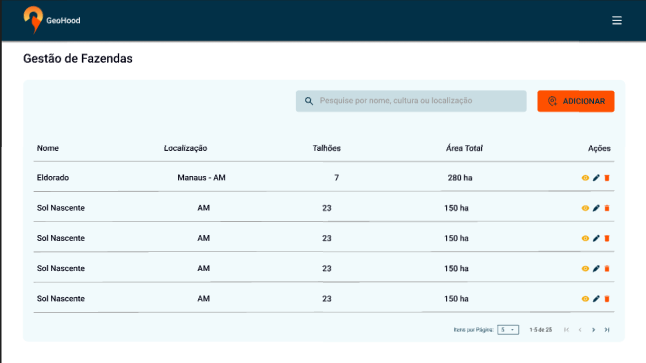 GeoHood
Gestão de Fazendas
Pesquise por nome, cultura ou localização
ADICIONAR
Nome Localização Talhões Área Total Ações
Eldorado Manaus - AM 7 280 ha
Sol Nascente AM 23 150 ha
Sol Nascente AM 23 150 ha
Sol Nascente AM 23 150 ha
Sol Nascente AM 23 150 ha
Itens por Página: 5 1-5 de 25